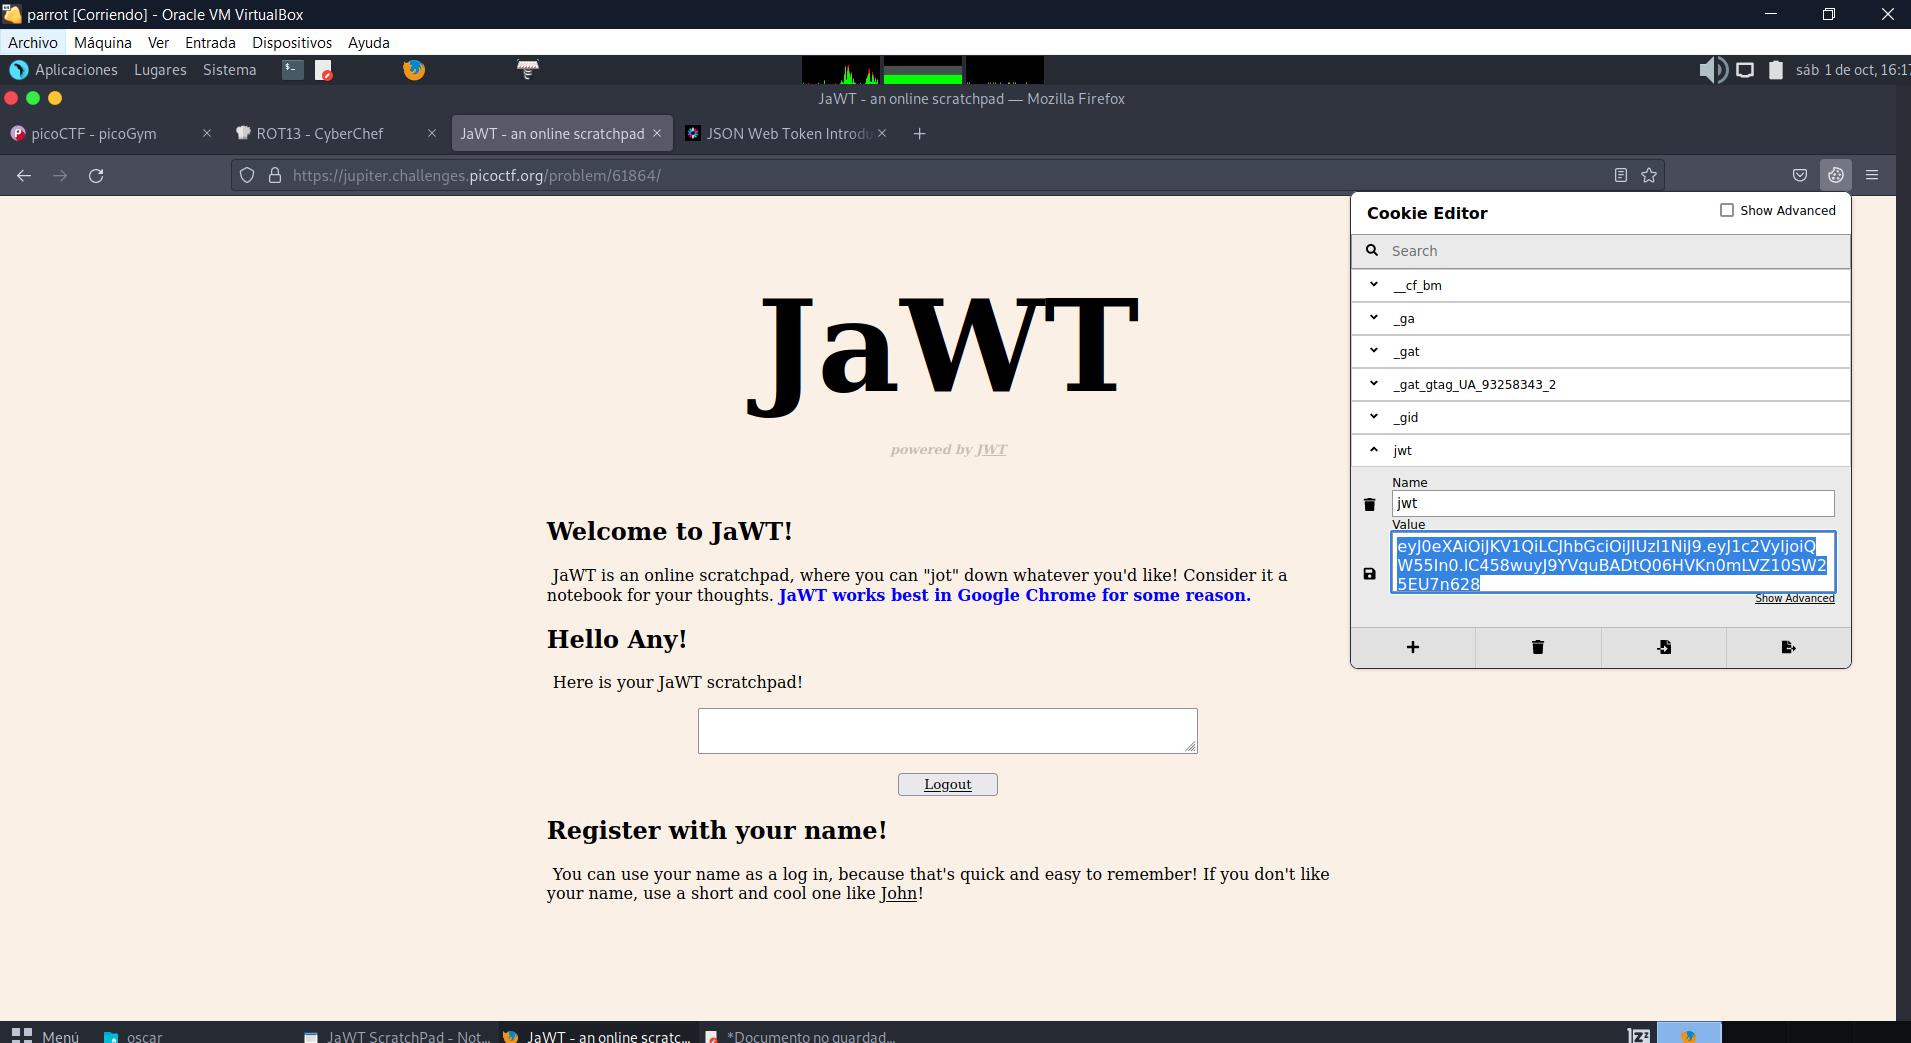 parrot [Corriendo] - Oracle VM VirtualBox
Archivo Máquina Ver Entrada Dispositivos Ayuda
Aplicaciones Lugares Sistema
sáb 1 de oct, 16:17
JaWT - an online scratchpad — Mozilla Firefox
picoCTF - picoGym
ROT13 - CyberChef
JaWT - an online scratchpad
JSON Web Token Introdu
https://jupiter.challenges.picoctf.org/problem/61864/
Cookie Editor
Show Advanced
Search
__cf_bm
_ga
_gat
_gat_gtag_UA_93258343_2
_gid
jwt
Name
jwt
Value
eyJ0eXAiOiJKV1QiLCJhbGciOiJIUzI1NiJ9.eyJ1c2VyIjoiQ
W55In0.IC458wuyJ9YVquBADtQ06HVKn0mLVZ10SW2
5EU7n628
Show Advanced
JaWT
powered by JWT
Welcome to JaWT!
JaWT is an online scratchpad, where you can "jot" down whatever you'd like! Consider it a
notebook for your thoughts. JaWT works best in Google Chrome for some reason.
Hello Any!
Here is your JaWT scratchpad!
Logout
Register with your name!
You can use your name as a log in, because that's quick and easy to remember! If you don't like
your name, use a short and cool one like John!
Menú
oscar
JaWT ScratchPad - Not...
JaWT - an online scratc...
*Documento no guardad...